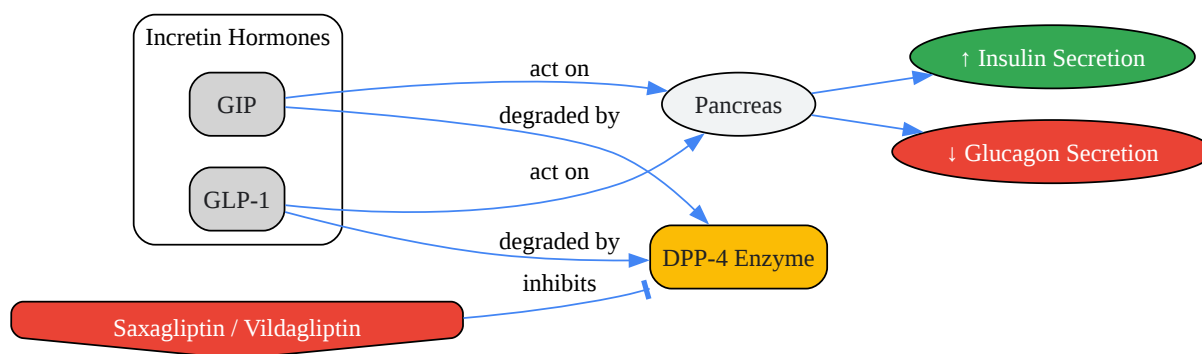 Incretin Hormones
GIP
GLP-1
act on
degraded by
act on
degraded by
inhibits
Pancreas
DPP-4 Enzyme
↑ Insulin Secretion
↓ Glucagon Secretion
Saxagliptin / Vildagliptin